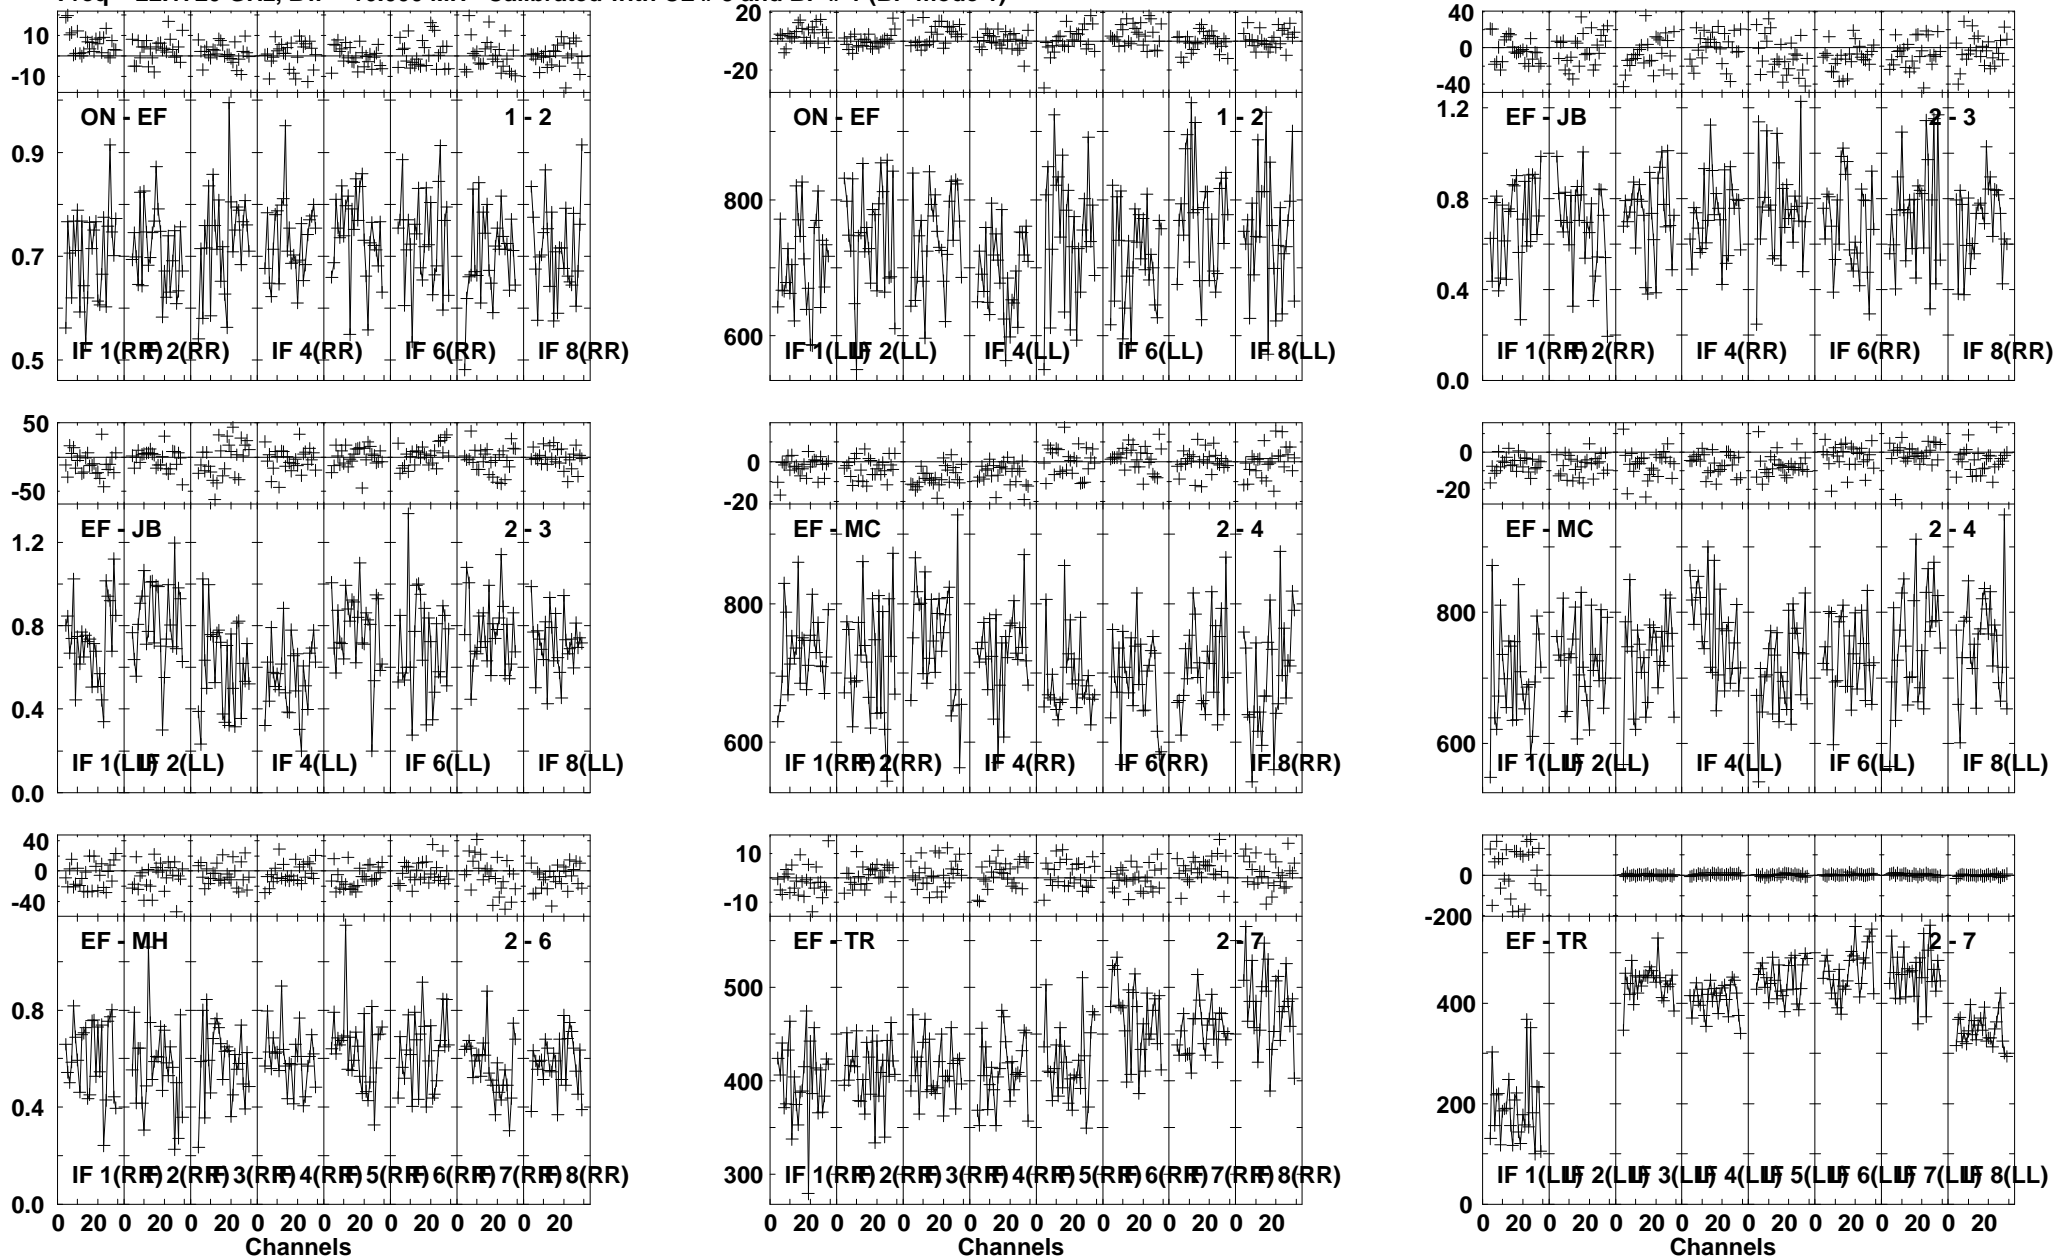 10
-10
ON - EF
1 - 2
0.9
0.7
0.5
IF 1(RR)
IF 2(RR)
IF 4(RR)
IF 6(RR)
IF 8(RR)
20
-20
ON - EF
1 - 2
800
600
IF 1(LL)
IF 2(LL)
IF 4(LL)
IF 6(LL)
IF 8(LL)
40
0
-40
EF - JB
2 - 3
1.2
0.8
0.4
0.0
IF 1(RR)
IF 2(RR)
IF 4(RR)
IF 6(RR)
IF 8(RR)
50
-50
EF - JB
2 - 3
1.2
0.8
0.4
0.0
IF 1(LL)
IF 2(LL)
IF 4(LL)
IF 6(LL)
IF 8(LL)
0
-20
EF - MC
2 - 4
800
600
IF 1(RR)
IF 2(RR)
IF 4(RR)
IF 6(RR)
IF 8(RR)
0
-20
EF - MC
2 - 4
800
600
IF 1(LL)
IF 2(LL)
IF 4(LL)
IF 6(LL)
IF 8(LL)
40
0
-40
EF - MH
2 - 6
0.8
0.4
0.0
IF 1(RR)
IF 2(RR)
IF 3(RR)
IF 4(RR)
IF 5(RR)
IF 6(RR)
IF 7(RR)
IF 8(RR)
0 20 0 20 0 20 0 20 0 20 0 20 0 20 0 20
Channels
10
-10
EF - TR
2 - 7
500
400
300
IF 1(RR)
IF 2(RR)
IF 3(RR)
IF 4(RR)
IF 5(RR)
IF 6(RR)
IF 7(RR)
IF 8(RR)
0 20 0 20 0 20 0 20 0 20 0 20 0 20 0 20
Channels
0
-200
EF - TR
2 - 7
400
200
0
IF 1(LL)
IF 2(LL)
IF 3(LL)
IF 4(LL)
IF 5(LL)
IF 6(LL)
IF 7(LL)
IF 8(LL)
0 20 0 20 0 20 0 20 0 20 0 20 0 20 0 20
Channels